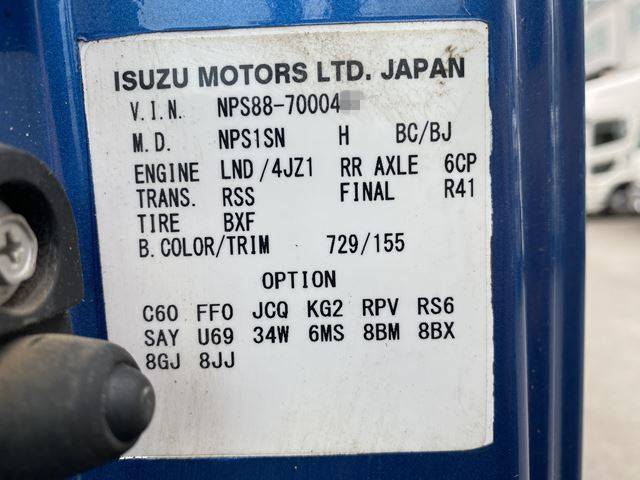 ISUZU MOTORS LTD. JAPAN
V.I.N. NPS88-70004
M.D. NPS1SN H BC/BJ
ENGINE LND/4JZ1 RR AXLE 6CP
TRANS. RSS FINAL R41
TIRE BXF
B.COLOR/TRIM 729/155
OPTION
C60 FF0 JCQ KG2 RPV RS6
SAY U69 34W 6MS 8BM 8BX
8GJ 8JJ